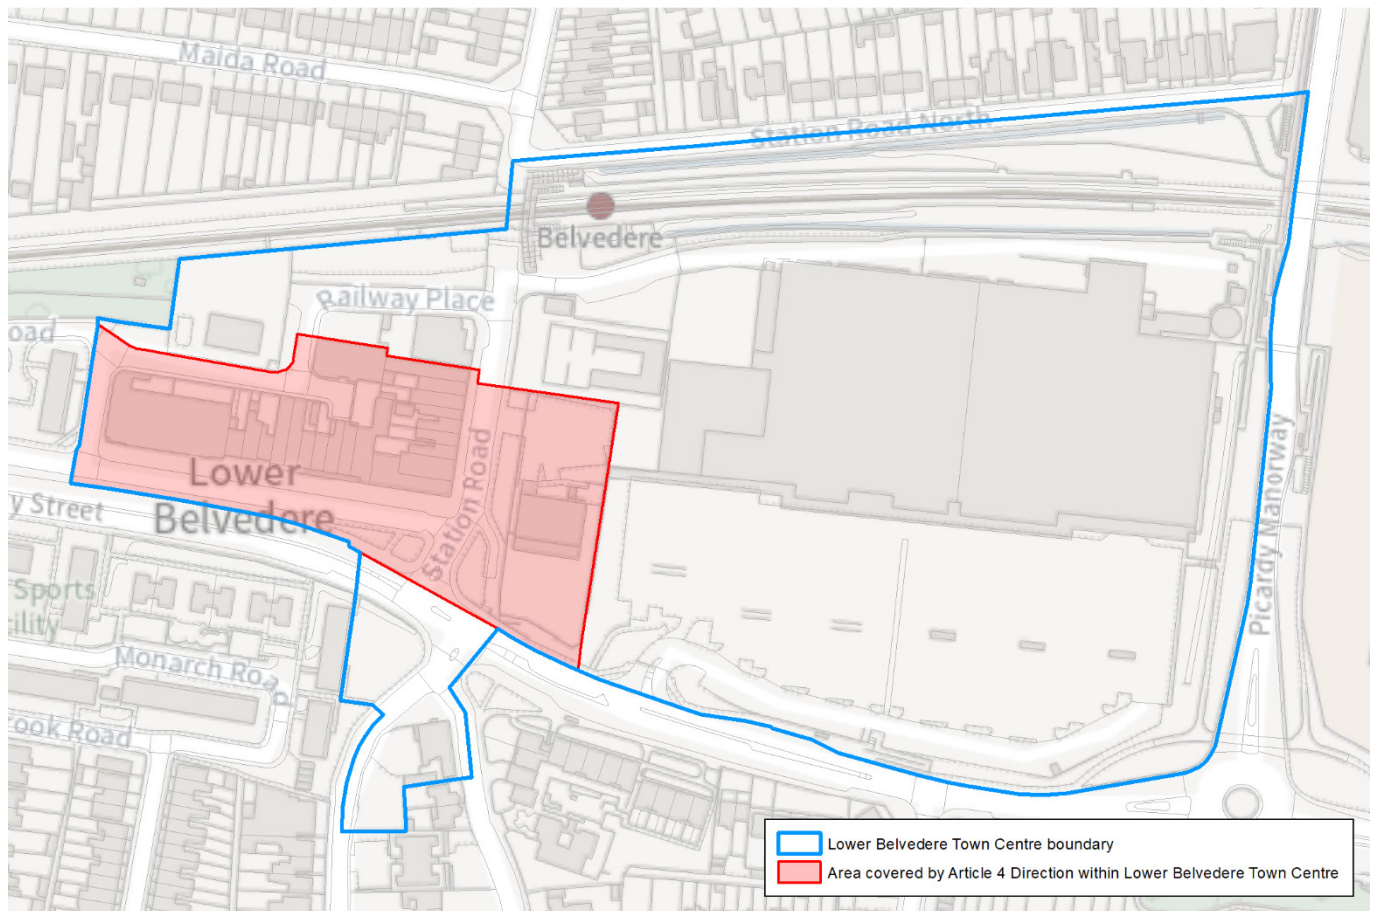 Maida Road
Station Road North
Belvedere
Railway Place
oad
Station Road
Lower
Belvedere
y Street
Picardy Manorway
Sports
ility
Monarch Road
ook Road
Lower Belvedere Town Centre boundary
Area covered by Article 4 Direction within Lower Belvedere Town Centre